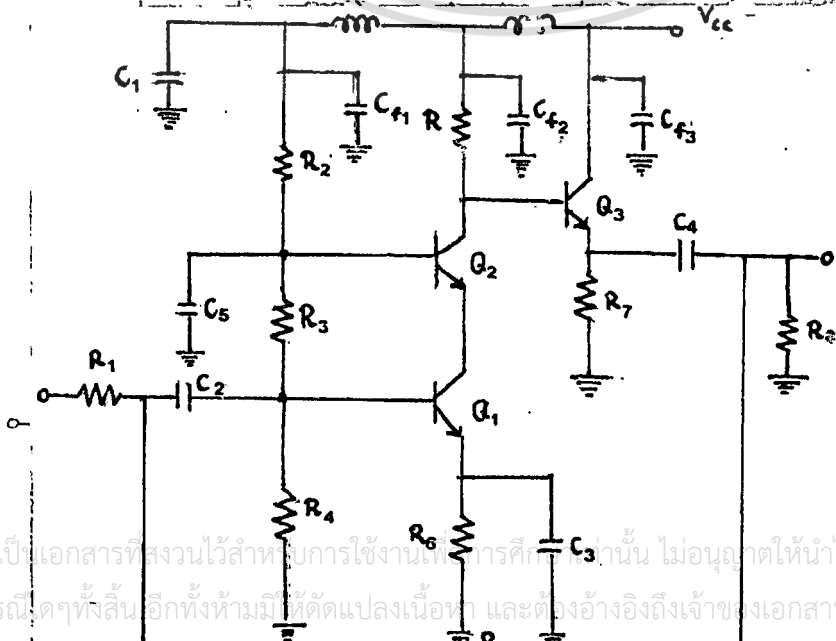 Vcc
C1
Cf1
R
Cf2
Cf3
R2
Q3
C4
Q2
R7
C5
R3
R1
C2
Q1
R4
R6
C3
เป็นเอกสารที่สงวนไว้สำหรับการใช้งานเพื่อการศึกษาเท่านั้น ไม่อนุญาตให้นำไ
รณีใดๆทั้งสิ้น อีกทั้งห้ามมิให้ดัดแปลงเนื้อหา และต้องอ้างอิงถึงเจ้าของเอกสาร